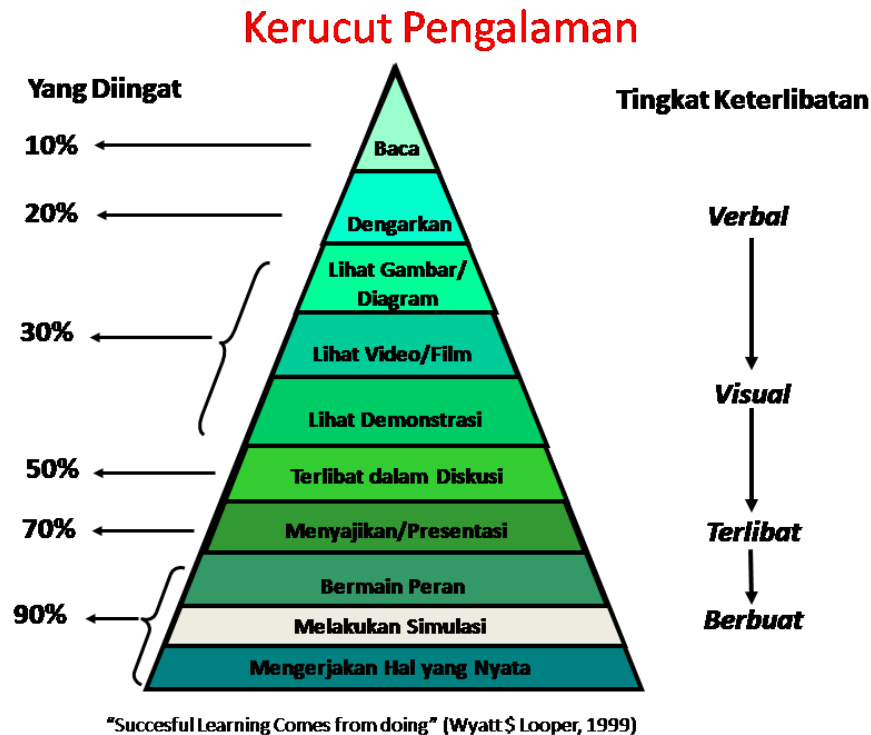 Kerucut Pengalaman
Yang Diingat
Tingkat Keterlibatan
10%
Baca
20%
Dengarkan
Verbal
Lihat Gambar/
Diagram
30%
Lihat Video/Film
Visual
Lihat Demonstrasi
50%
Terlibat dalam Diskusi
70%
Menyajikan/Presentasi
Terlibat
Bermain Peran
90%
Melakukan Simulasi
Berbuat
Mengerjakan Hal yang Nyata
“Succesful Learning Comes from doing” (Wyatt $ Looper, 1999)